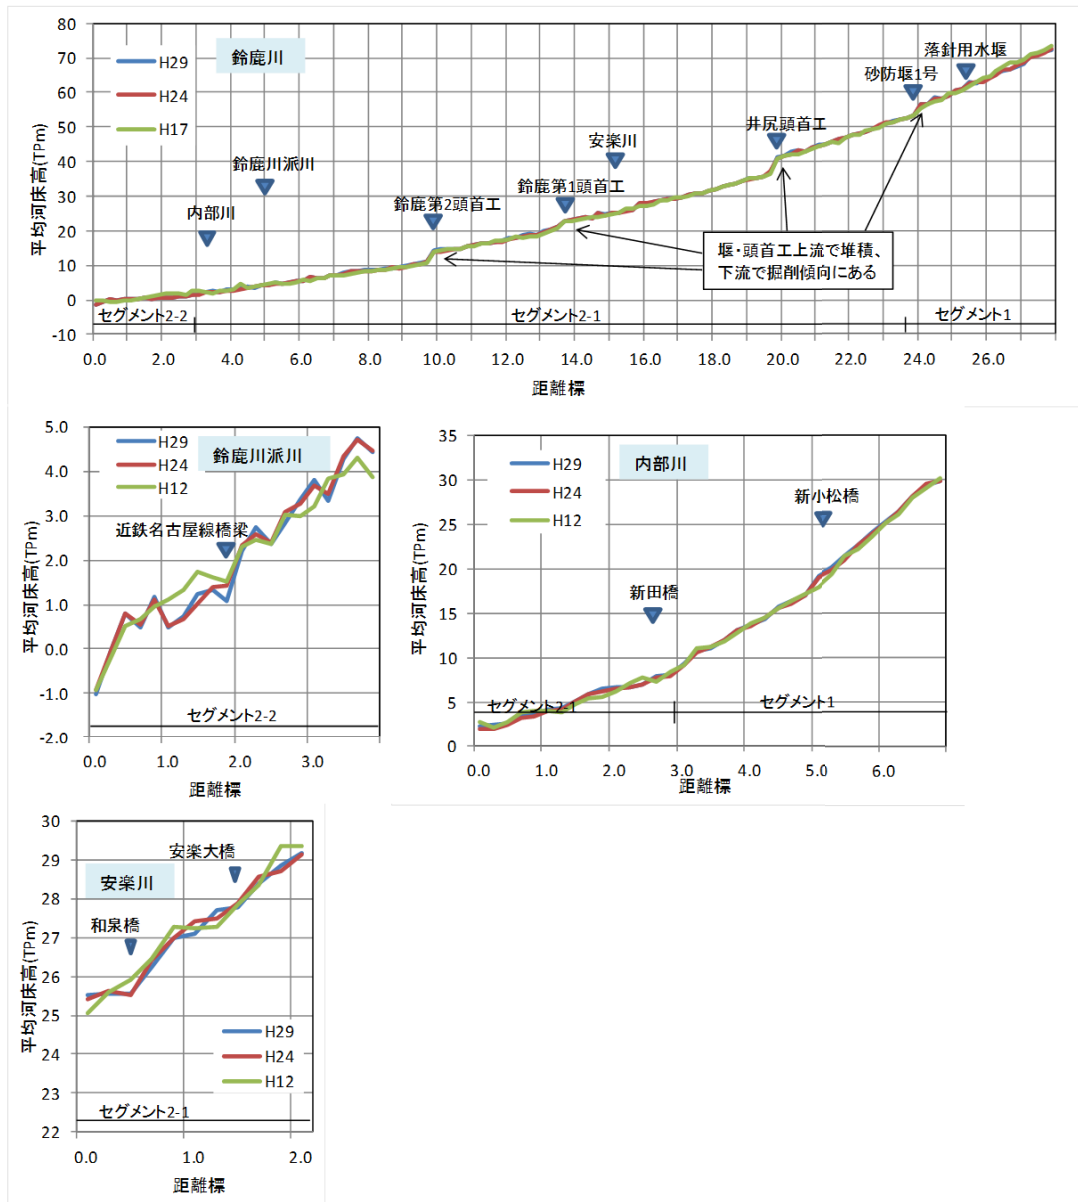 80
70
60
50
40
30
20
10
0
-10
平均河床高(TPm)
鈴鹿川
H29
H24
H17
内部川
鈴鹿川派川
鈴鹿第2頭首工
鈴鹿第1頭首工
安楽川
井尻頭首工
砂防堰1号
落針用水堰
堰・頭首工上流で堆積、
下流で掘削傾向にある
セグメント2-2
セグメント2-1
セグメント1
0.0 2.0 4.0 6.0 8.0 10.0 12.0 14.0 16.0 18.0 20.0 22.0 24.0 26.0
距離標
5.0
4.0
3.0
2.0
1.0
0.0
-1.0
-2.0
平均河床高(TPm)
H29
H24
H12
鈴鹿川派川
近鉄名古屋線橋梁
セグメント2-2
0.0 1.0 2.0 3.0
距離標
35
30
25
20
15
10
5
0
平均河床高(TPm)
H29
H24
H12
内部川
新小松橋
新田橋
セグメント2-1
セグメント1
0.0 1.0 2.0 3.0 4.0 5.0 6.0
距離標
30
29
28
27
26
25
24
23
22
平均河床高(TPm)
安楽大橋
安楽川
和泉橋
H29
H24
H12
セグメント2-1
0.0 1.0 2.0
距離標